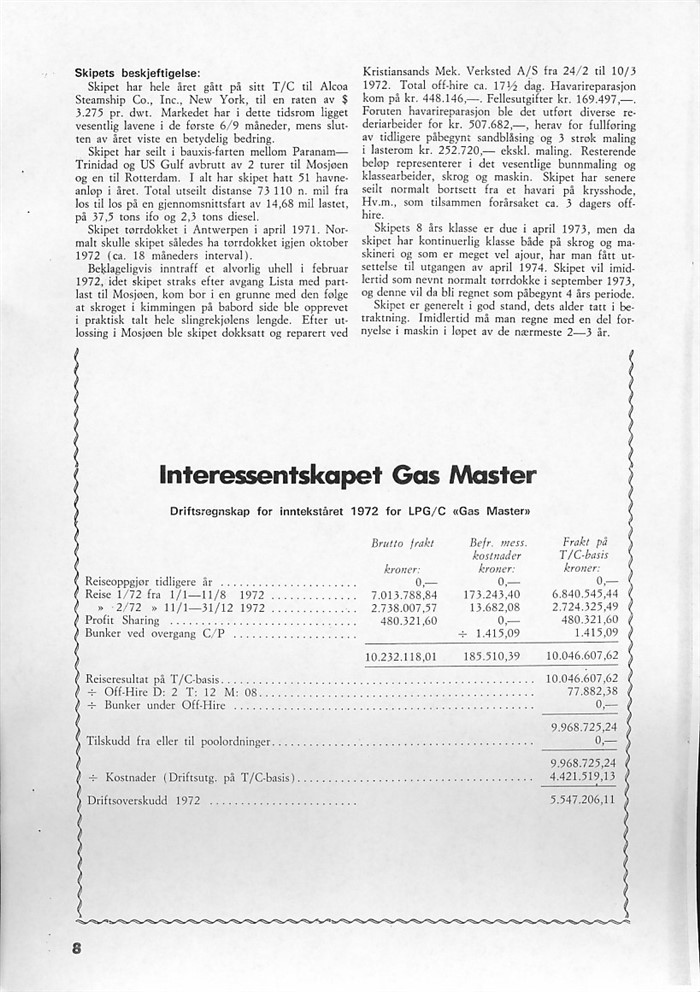 Skipets beskjeftigelse:
Skipet har hele året gått på sitt T/C til Alcoa
Steamship Co., Inc., New York, til en raten av $
3.275 pr. dwt. Markedet har i dette tidsrom ligget
vesentlig lavene i de første 6/9 måneder, mens slut-
ten av året viste en betydelig bedring.
Skipet har seilt i bauxis-farten mellom Paranam—
Trinidad og US Gulf avbrutt av 2 turer til Mosjøen
og en til Rotterdam. I alt har skipet hatt 51 havne-
anløp i året. Total utseilt distanse 73 110 n. mil fra
los til los på en gjennomsnittsfart av 14,68 mil lastet,
på 37,5 tons ifo og 2,3 tons diesel.
Skipet tørrdokket i Antwerpen i april 1971. Nor-
malt skulle skipet således ha tørrdokket igjen oktober
1972 (ca. 18 måneders interval).
Beklageligvis inntraff et alvorlig uhell i februar
1972, idet skipet straks efter avgang Lista med part-
last til Mosjøen, kom bor i en grunne med den følge
at skroget i kimmingen på babord side ble opprevet
i praktisk talt hele slingrekjølens lengde. Efter ut-
lossing i Mosjøen ble skipet dokksatt og reparert ved
Kristiansands Mek. Verksted A/S fra 24/2 til 10/3
1972. Total off-hire ca. 17½ dag. Havarireparasjon
kom på kr. 448.146,—. Fellesutgifter kr. 169.497,—.
Foruten havarireparasjon ble det utført diverse re-
deriarbeider for kr. 507.682,—, herav for fullføring
av tidligere påbegynt sandblåsing og 3 strøk maling
i lasterom kr. 252.720,— ekskl. maling. Resterende
beløp representerer i det vesentlige bunnmaling og
klassearbeider, skrog og maskin. Skipet har senere
seilt normalt bortsett fra et havari på krysshode,
Hv.m., som tilsammen forårsaket ca. 3 dagers off-
hire.
Skipets 8 års klasse er due i april 1973, men da
skipet har kontinuerlig klasse både på skrog og ma-
skineri og som er meget vel ajour, har man fått ut-
settelse til utgangen av april 1974. Skipet vil imid-
lertid som nevnt normalt tørrdokke i september 1973,
og denne vil da bli regnet som påbegynt 4 års periode.
Skipet er generelt i god stand, dets alder tatt i be-
traktning. Imidlertid må man regne med en del for-
nyelse i maskin i løpet av de nærmeste 2—3 år.
Interessentskapet Gas Master
Driftsregnskap for inntekståret 1972 for LPG/C «Gas Master»
Brutto frakt Befr. mess. Frakt på
kostnader T/C-basis
kroner: kroner: kroner:
Reiseoppgjør tidligere år ...................... 0,— 0,— 0,—
Reise 1/72 fra 1/1—11/8 1972 .............. 7.013.788,84 173.243,40 6.840.545,44
» 2/72 » 11/1—31/12 1972 .............. 2.738.007,57 13.682,08 2.724.325,49
Profit Sharing .............................. 480.321,60 0,— 480.321,60
Bunker ved overgang C/P .................... ÷ 1.415,09 1.415,09
10.232.118,01 185.510,39 10.046.607,62
Reiseresultat på T/C-basis.................................................. 10.046.607,62
÷ Off-Hire D: 2 T: 12 M: 08............................................ 77.882,38
÷ Bunker under Off-Hire ................................................ 0,—
9.968.725,24
Tilskudd fra eller til poolordninger.......................................... 0,—
9.968.725,24
÷ Kostnader (Driftsutg. på T/C-basis)...................................... 4.421.519,13
Driftsoverskudd 1972 ........................ 5.547.206,11
8